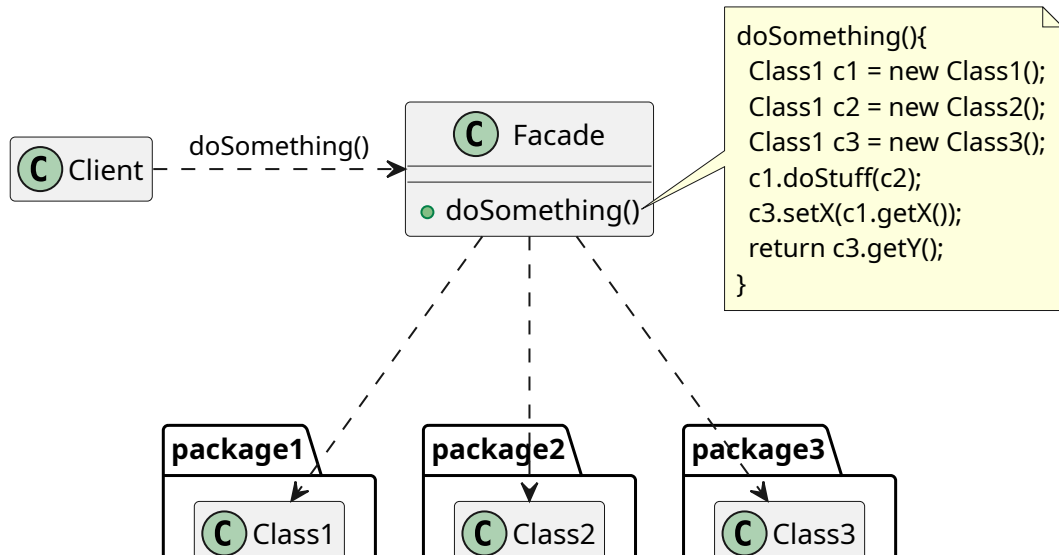 doSomething(){
Class1 c1 = new Class1();
Class1 c2 = new Class2();
Class1 c3 = new Class3();
c1.doStuff(c2);
c3.setX(c1.getX());
return c3.getY();
}
C Client
doSomething()
C Facade
doSomething()
package1
package2
package3
C Class1
C Class2
C Class3